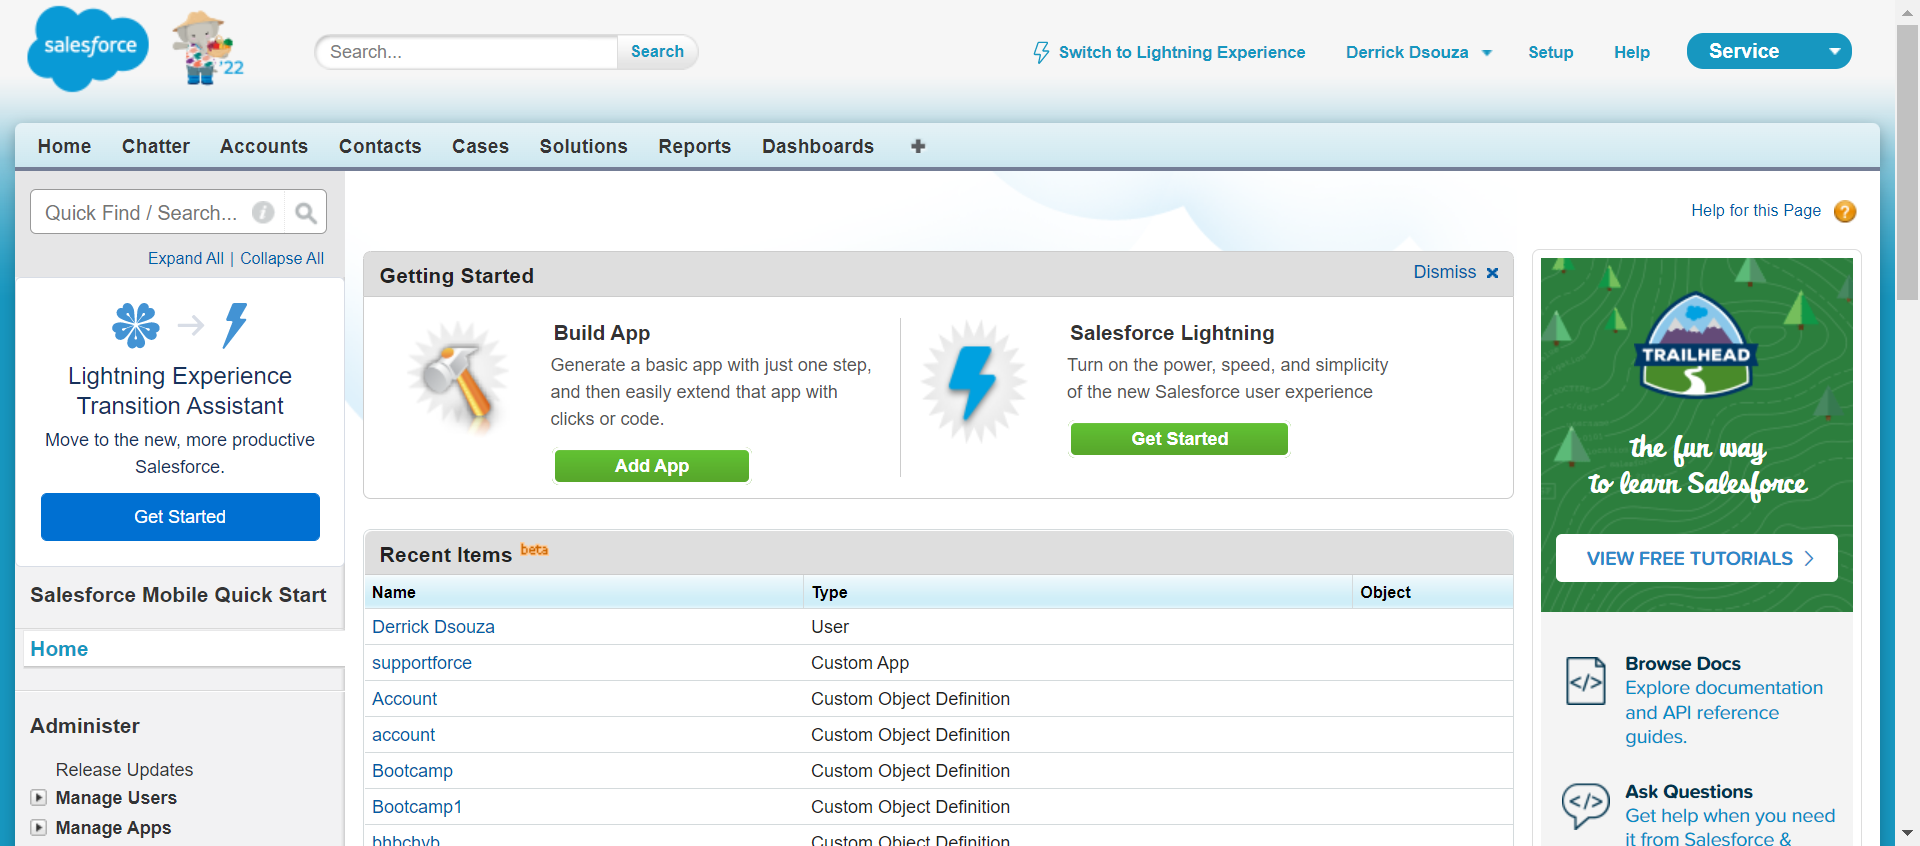 salesforce
'22
Search...
Search
Switch to Lightning Experience
Derrick Dsouza
Setup
Help
Service
Home
Chatter
Accounts
Contacts
Cases
Solutions
Reports
Dashboards
Quick Find / Search...
Expand All | Collapse All
Lightning Experience
Transition Assistant
Move to the new, more productive
Salesforce.
Get Started
Salesforce Mobile Quick Start
Home
Administer
Release Updates
Manage Users
Manage Apps
Help for this Page
Getting Started
Dismiss
Build App
Generate a basic app with just one step,
and then easily extend that app with
clicks or code.
Add App
Salesforce Lightning
Turn on the power, speed, and simplicity
of the new Salesforce user experience
Get Started
Recent Items beta
Name Type Object
Derrick Dsouza User
supportforce Custom App
Account Custom Object Definition
account Custom Object Definition
Bootcamp Custom Object Definition
Bootcamp1 Custom Object Definition
Custom Object Definition
TRAILHEAD
the fun way
to learn Salesforce
VIEW FREE TUTORIALS
Browse Docs
Explore documentation
and API reference
guides.
Ask Questions
Get help when you need
it from Salesforce &